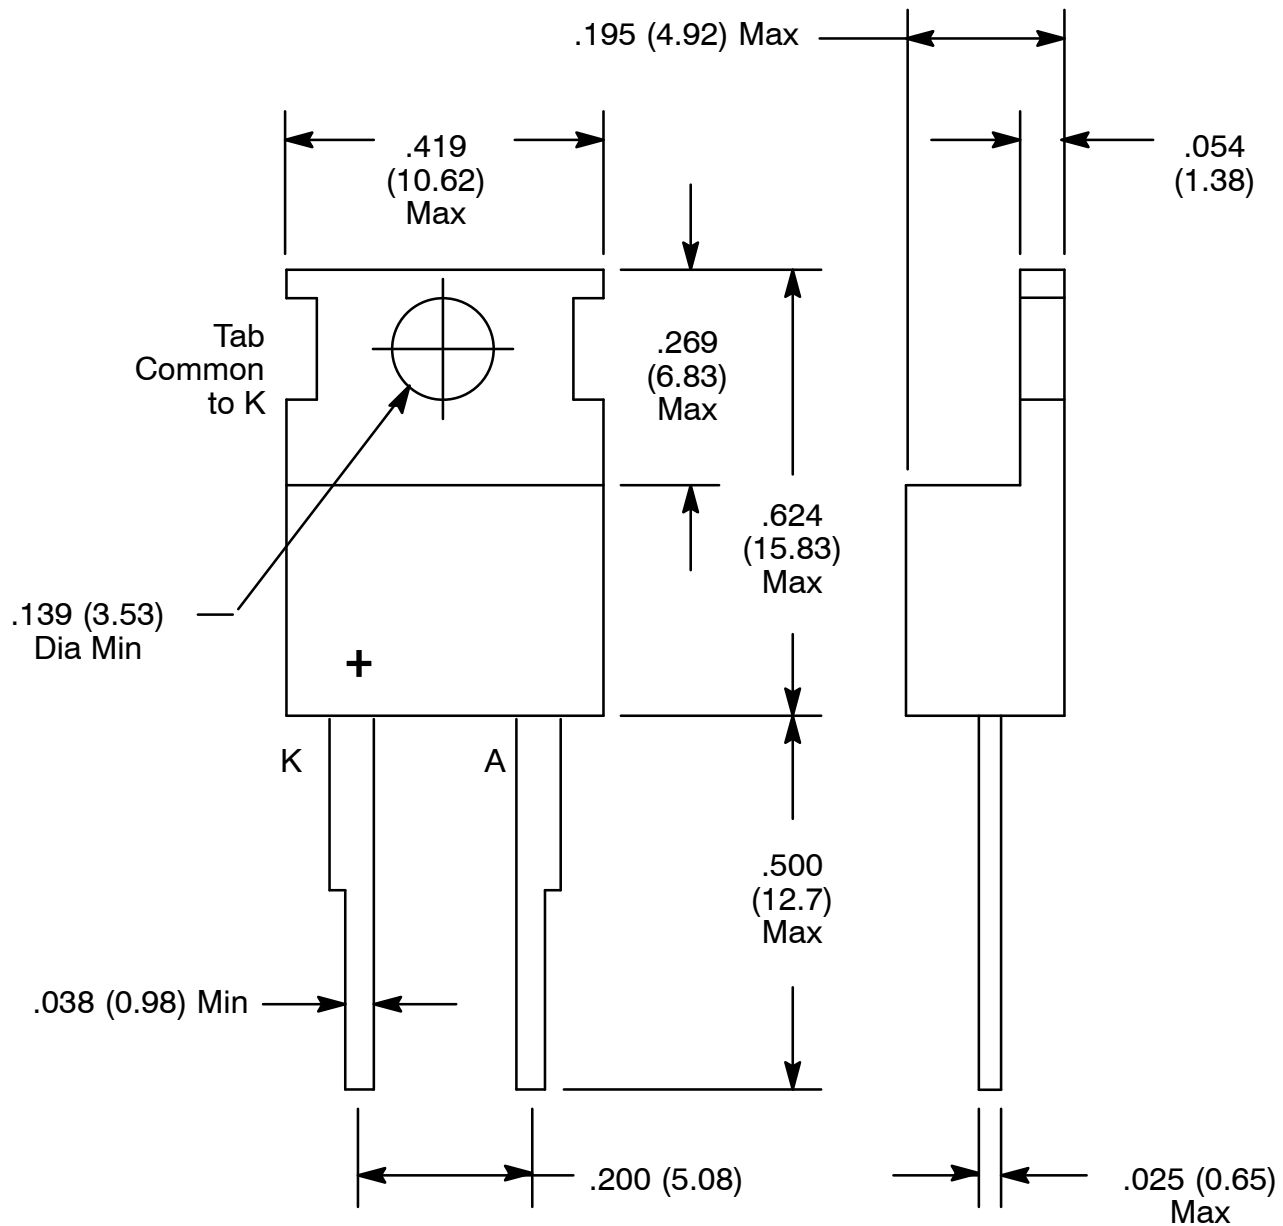 .195 (4.92) Max
.419
(10.62)
Max
.054
(1.38)
Tab
Common
to K
.269
(6.83)
Max
.624
(15.83)
Max
.139 (3.53)
Dia Min
+
K
A
.500
(12.7)
Max
.038 (0.98) Min
.200 (5.08)
.025 (0.65)
Max